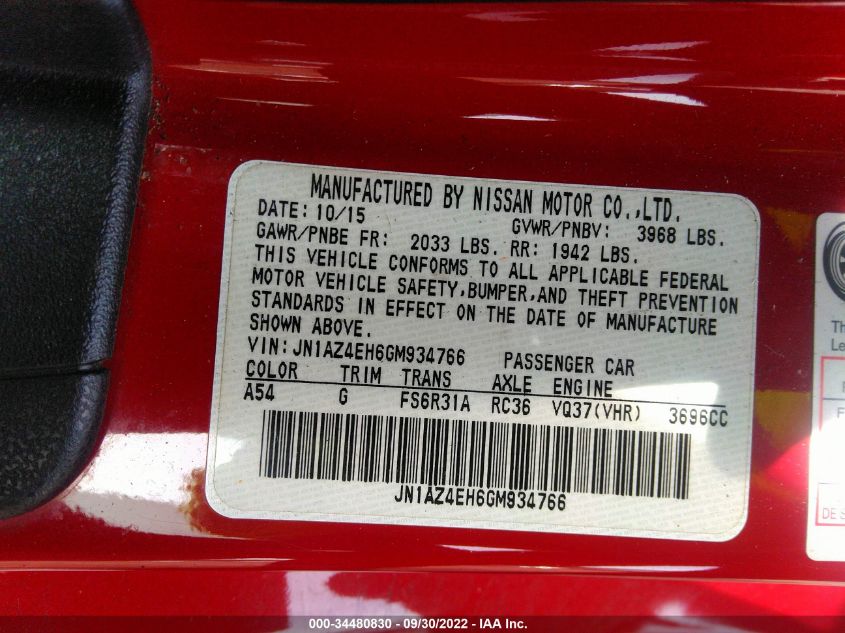 MANUFACTURED BY NISSAN MOTOR CO.,LTD.
DATE: 10/15 GVWR/PNBV: 3968 LBS.
GAWR/PNBE FR: 2033 LBS. RR: 1942 LBS.
THIS VEHICLE CONFORMS TO ALL APPLICABLE FEDERAL
MOTOR VEHICLE SAFETY,BUMPER,AND THEFT PREVENTION
STANDARDS IN EFFECT ON THE DATE OF MANUFACTURE
SHOWN ABOVE.
VIN:JN1AZ4EH6GM934766 PASSENGER CAR
COLOR TRIM TRANS AXLE ENGINE
A54 G FS6R31A RC36 VQ37(VHR) 3696CC
JN1AZ4EH6GM934766
DE S
000-34480830 - 09/30/2022 - IAA Inc.